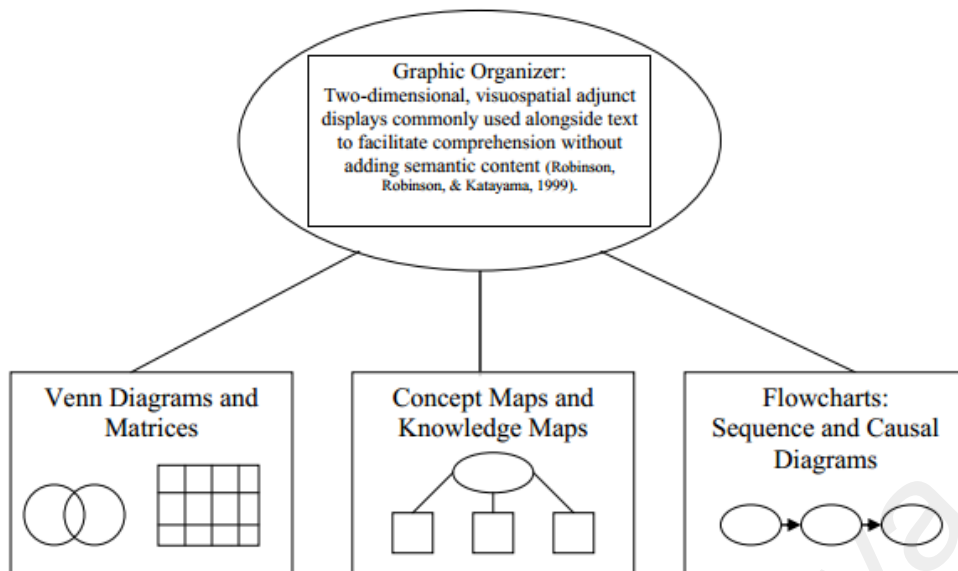 Graphic Organizer:
Two-dimensional, visuospatial adjunct
displays commonly used alongside text
to facilitate comprehension without
adding semantic content (Robinson,
Robinson, & Katayama, 1999).
Venn Diagrams and
Matrices
Concept Maps and
Knowledge Maps
Flowcharts:
Sequence and Causal
Diagrams